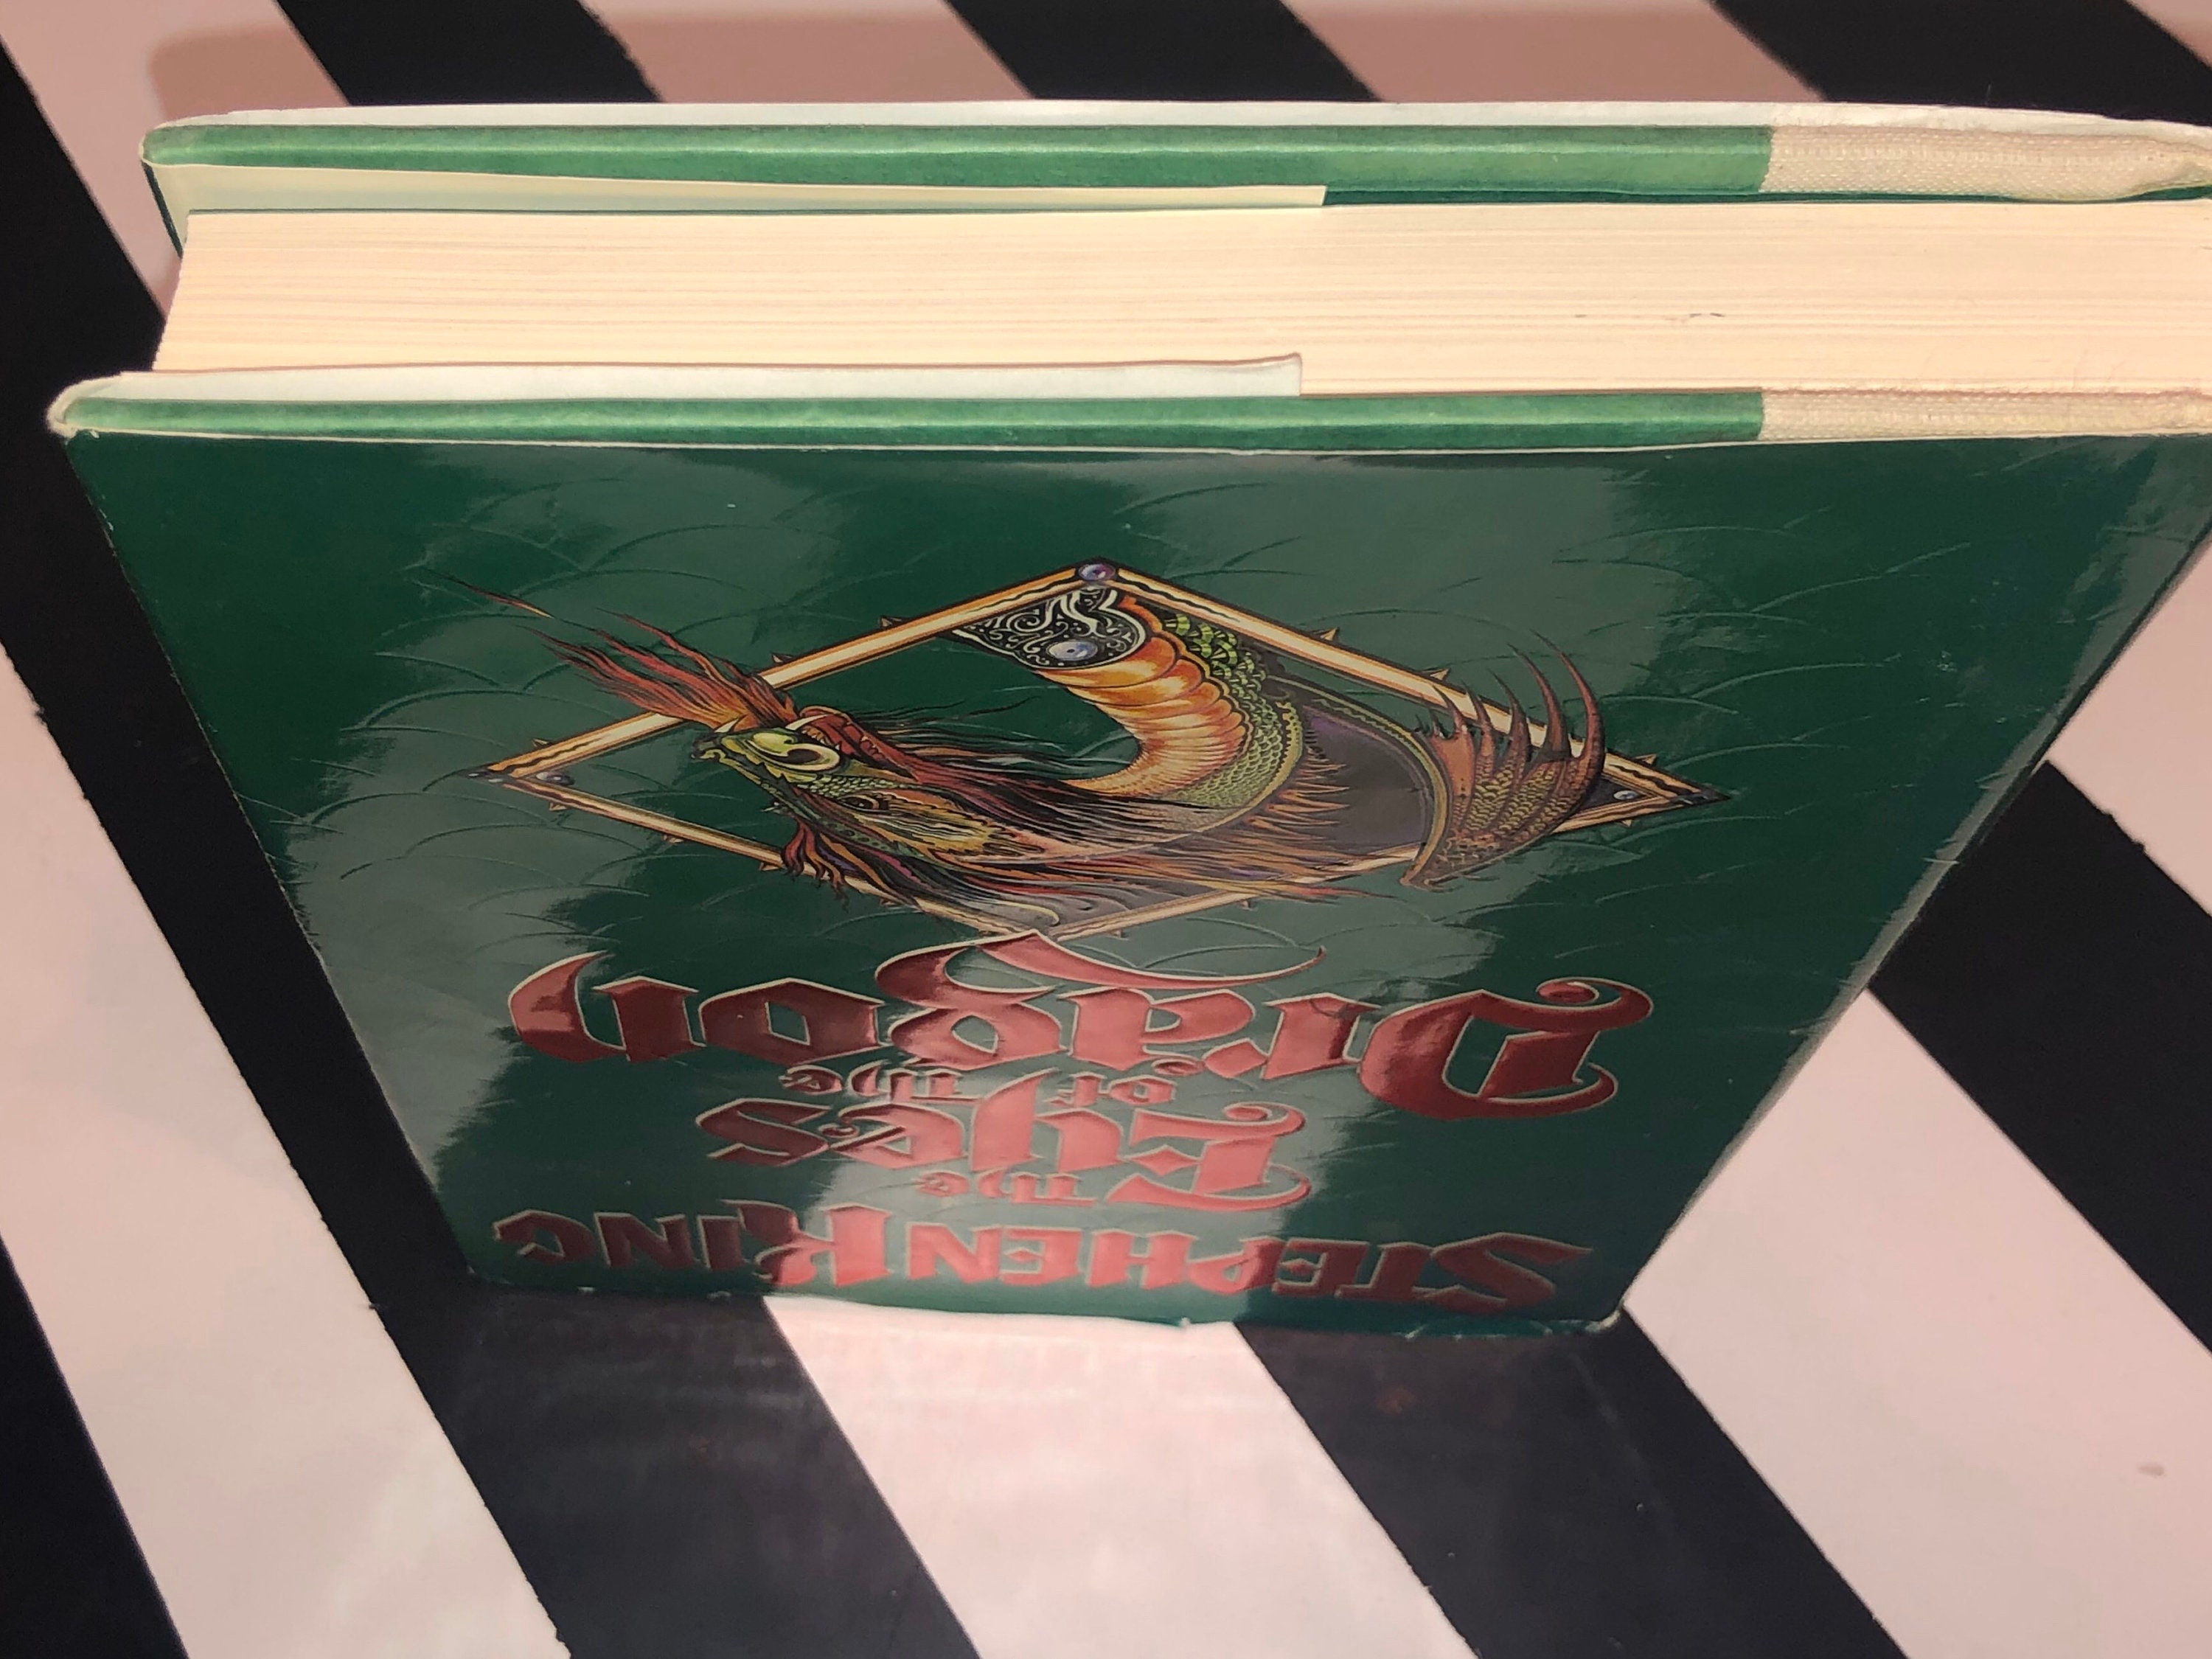 STEPHEN KING
The
Eyes
of the
Dragon